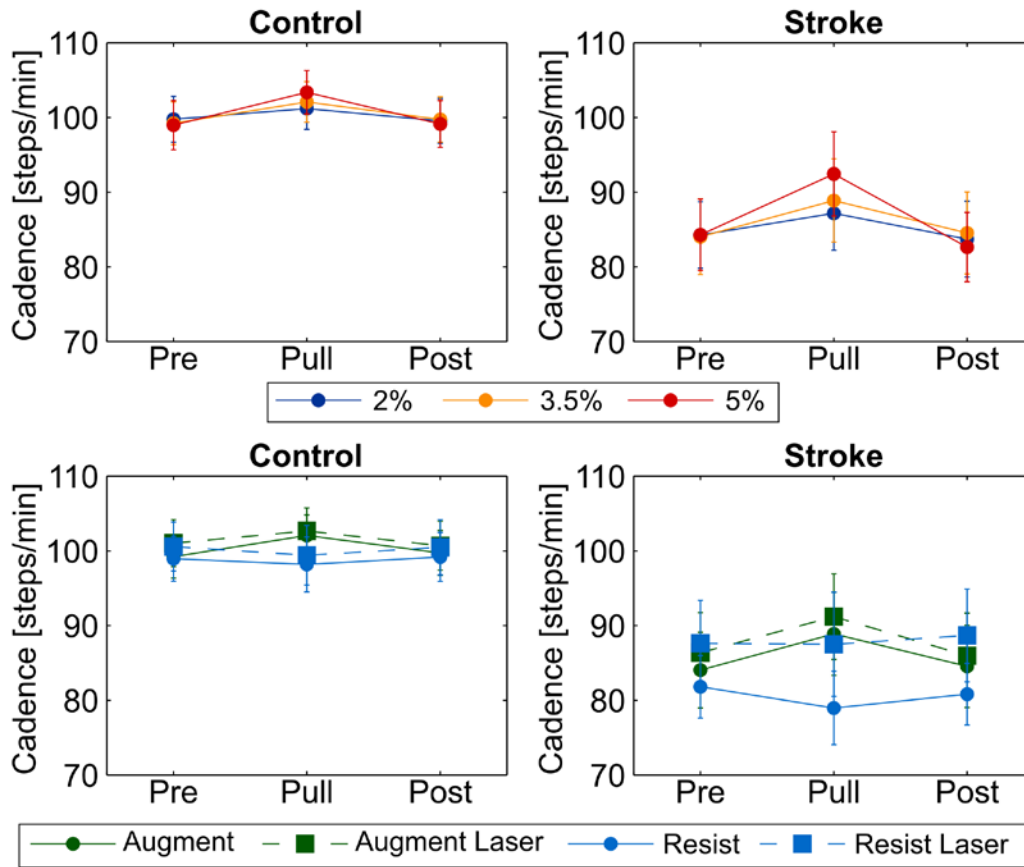 Control
Stroke
Cadence [steps/min]
110
100
90
80
70
Pre Pull Post
Cadence [steps/min]
110
100
90
80
70
Pre Pull Post
2% 3.5% 5%
Control
Stroke
Cadence [steps/min]
110
100
90
80
70
Pre Pull Post
Cadence [steps/min]
110
100
90
80
70
Pre Pull Post
Augment Augment Laser Resist Resist Laser